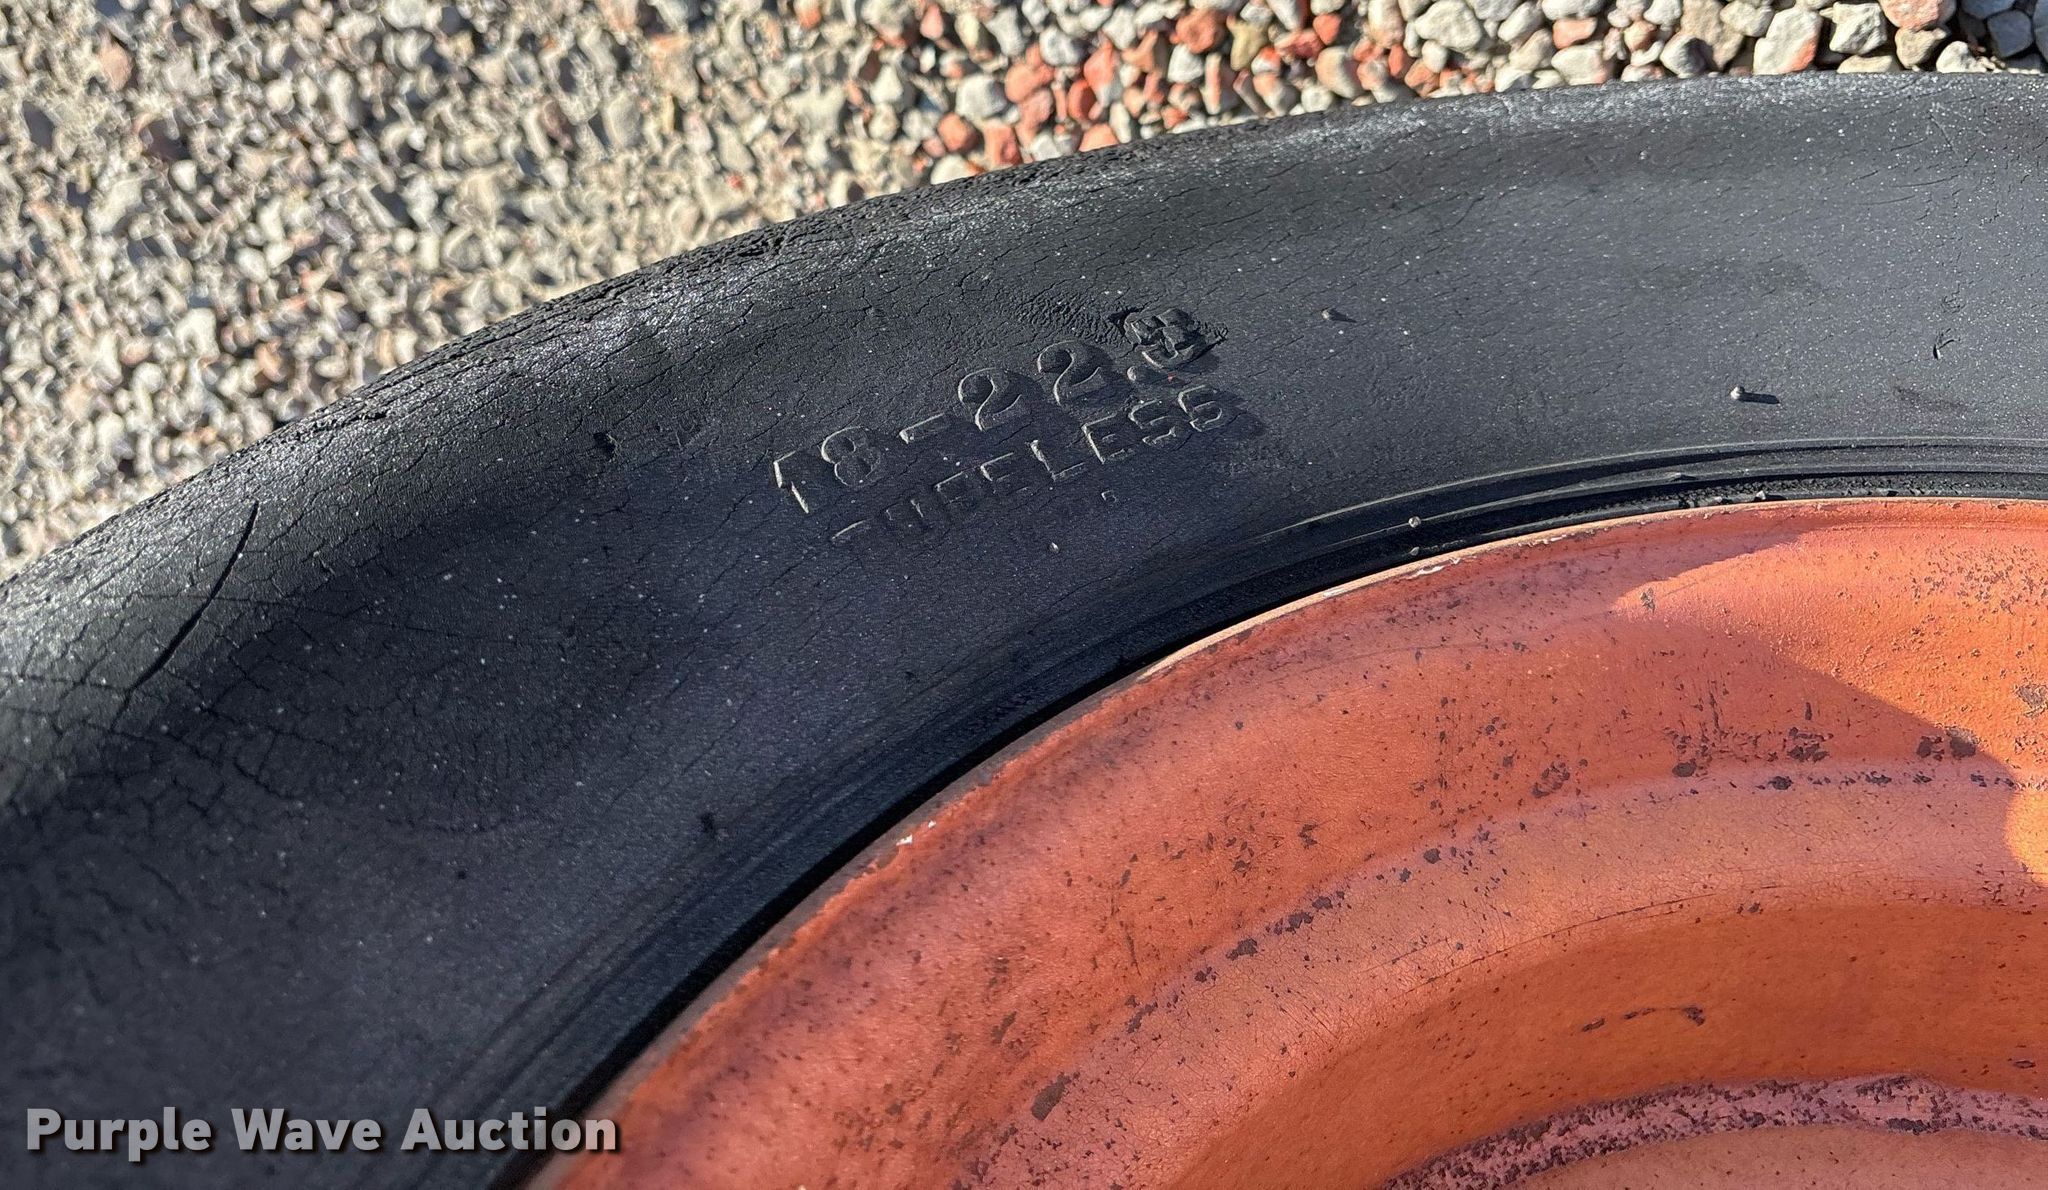 18-22.5
TUBELESS
Purple Wave Auction